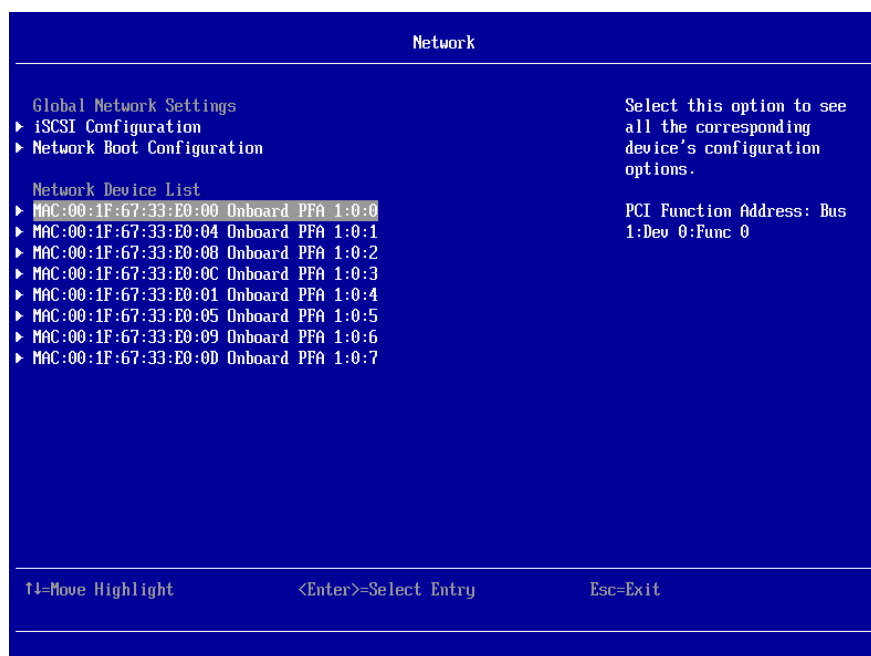 Network
Global Network Settings
▶ iSCSI Configuration
▶ Network Boot Configuration
Network Device List
▶ MAC:00:1F:67:33:E0:00 Onboard PFA 1:0:0
▶ MAC:00:1F:67:33:E0:04 Onboard PFA 1:0:1
▶ MAC:00:1F:67:33:E0:08 Onboard PFA 1:0:2
▶ MAC:00:1F:67:33:E0:0C Onboard PFA 1:0:3
▶ MAC:00:1F:67:33:E0:01 Onboard PFA 1:0:4
▶ MAC:00:1F:67:33:E0:05 Onboard PFA 1:0:5
▶ MAC:00:1F:67:33:E0:09 Onboard PFA 1:0:6
▶ MAC:00:1F:67:33:E0:0D Onboard PFA 1:0:7
Select this option to see
all the corresponding
device's configuration
options.
PCI Function Address: Bus
1:Dev 0:Func 0
↑↓=Move Highlight <Enter>=Select Entry Esc=Exit